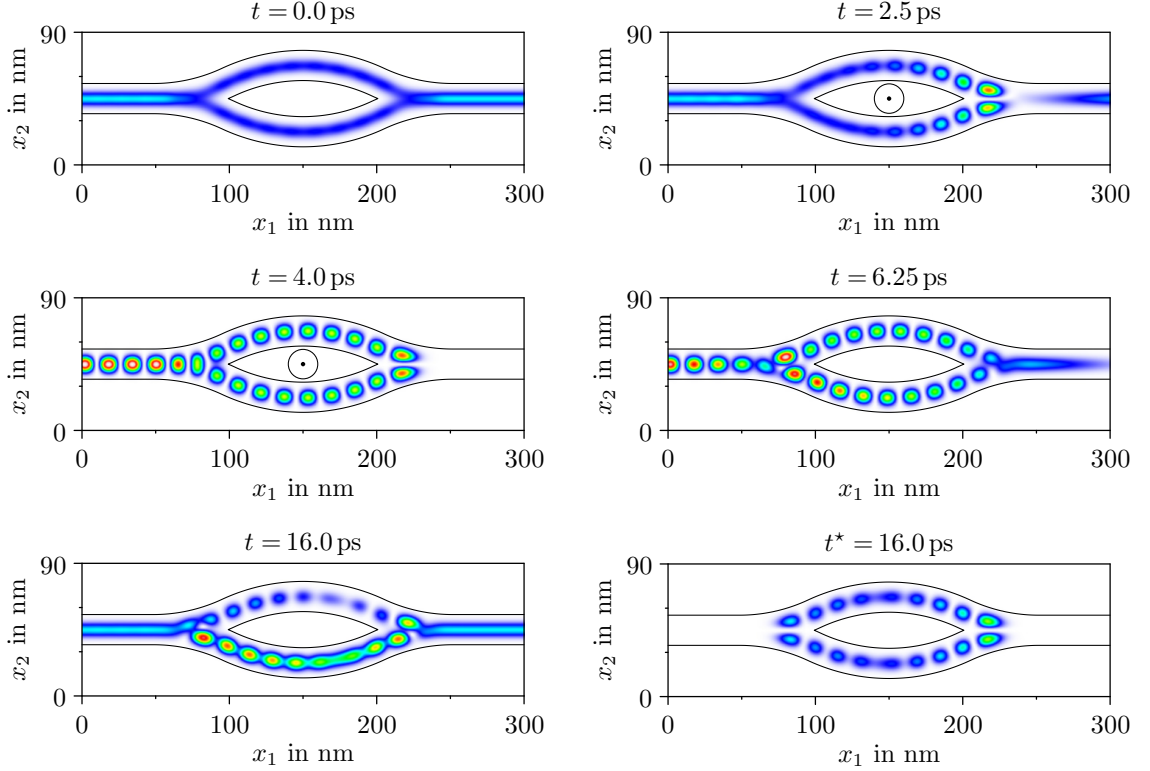 t = 0.0 ps
t = 2.5 ps
x₂ in nm
90
0
0
100
200
300
x₁ in nm
x₂ in nm
90
0
0
100
200
300
x₁ in nm
t = 4.0 ps
t = 6.25 ps
x₂ in nm
90
0
0
100
200
300
x₁ in nm
x₂ in nm
90
0
0
100
200
300
x₁ in nm
t = 16.0 ps
t⋆ = 16.0 ps
x₂ in nm
90
0
0
100
200
300
x₁ in nm
x₂ in nm
90
0
0
100
200
300
x₁ in nm